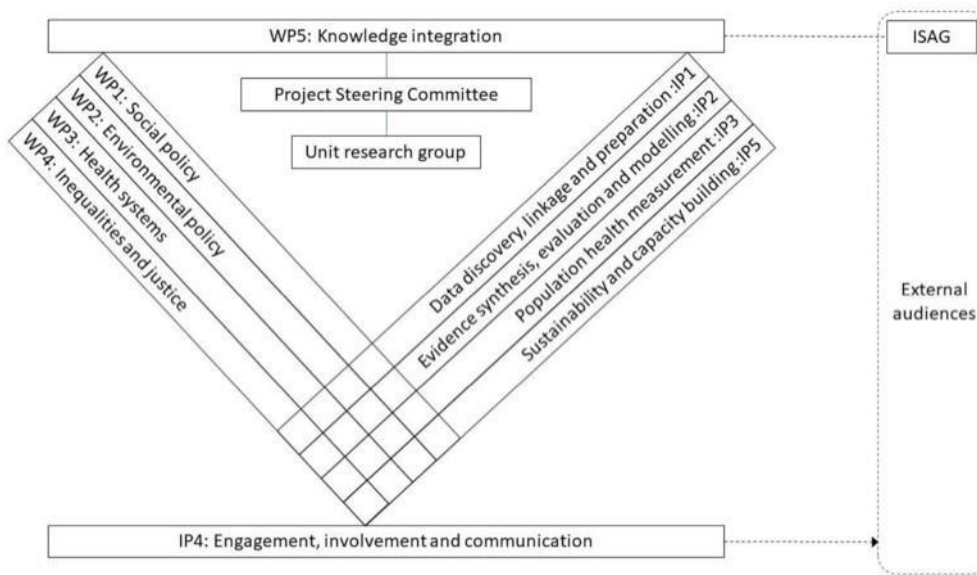 WP5: Knowledge integration
ISAG
Project Steering Committee
Unit research group
WP1: Social policy
WP2: Environmental policy
WP3: Health systems
WP4: Inequalities and justice
Data discovery, linkage and preparation :IP1
Evidence synthesis, evaluation and modelling :IP2
Population health measurement :IP3
Sustainability and capacity building :IP5
External
audiences
IP4: Engagement, involvement and communication